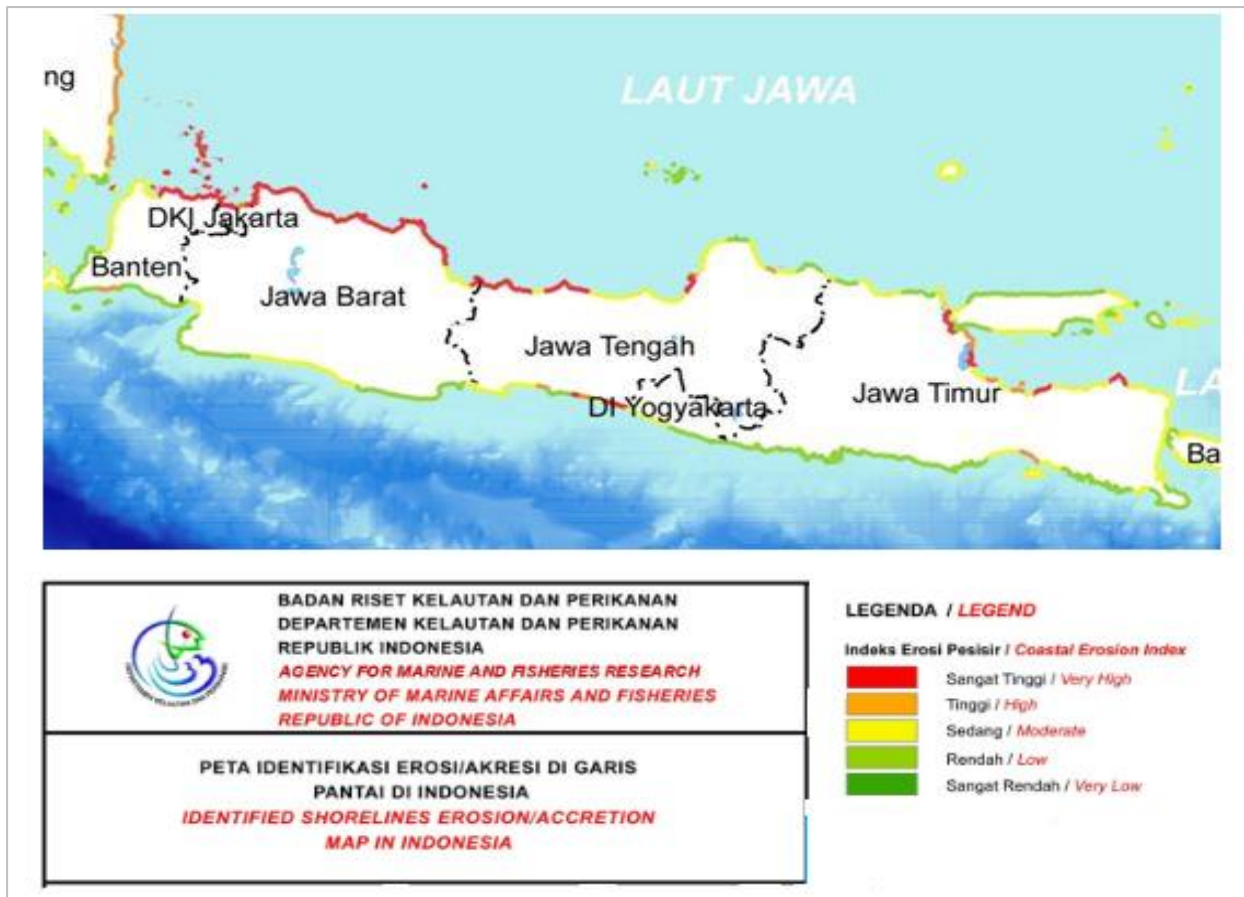 ng
LAUT JAWA
DKI Jakarta
Banten
Jawa Barat
Jawa Tengah
DI Yogyakarta
Jawa Timur
LA
Ba
BADAN RISET KELAUTAN DAN PERIKANAN
DEPARTEMEN KELAUTAN DAN PERIKANAN
REPUBLIK INDONESIA
AGENCY FOR MARINE AND FISHERIES RESEARCH
MINISTRY OF MARINE AFFAIRS AND FISHERIES
REPUBLIC OF INDONESIA
PETA IDENTIFIKASI EROSI/AKRESI DI GARIS
PANTAI DI INDONESIA
IDENTIFIED SHORELINES EROSION/ACCRETION
MAP IN INDONESIA
LEGENDA / LEGEND
Indeks Erosi Pesisir / Coastal Erosion Index
Sangat Tinggi / Very High
Tinggi / High
Sedang / Moderate
Rendah / Low
Sangat Rendah / Very Low